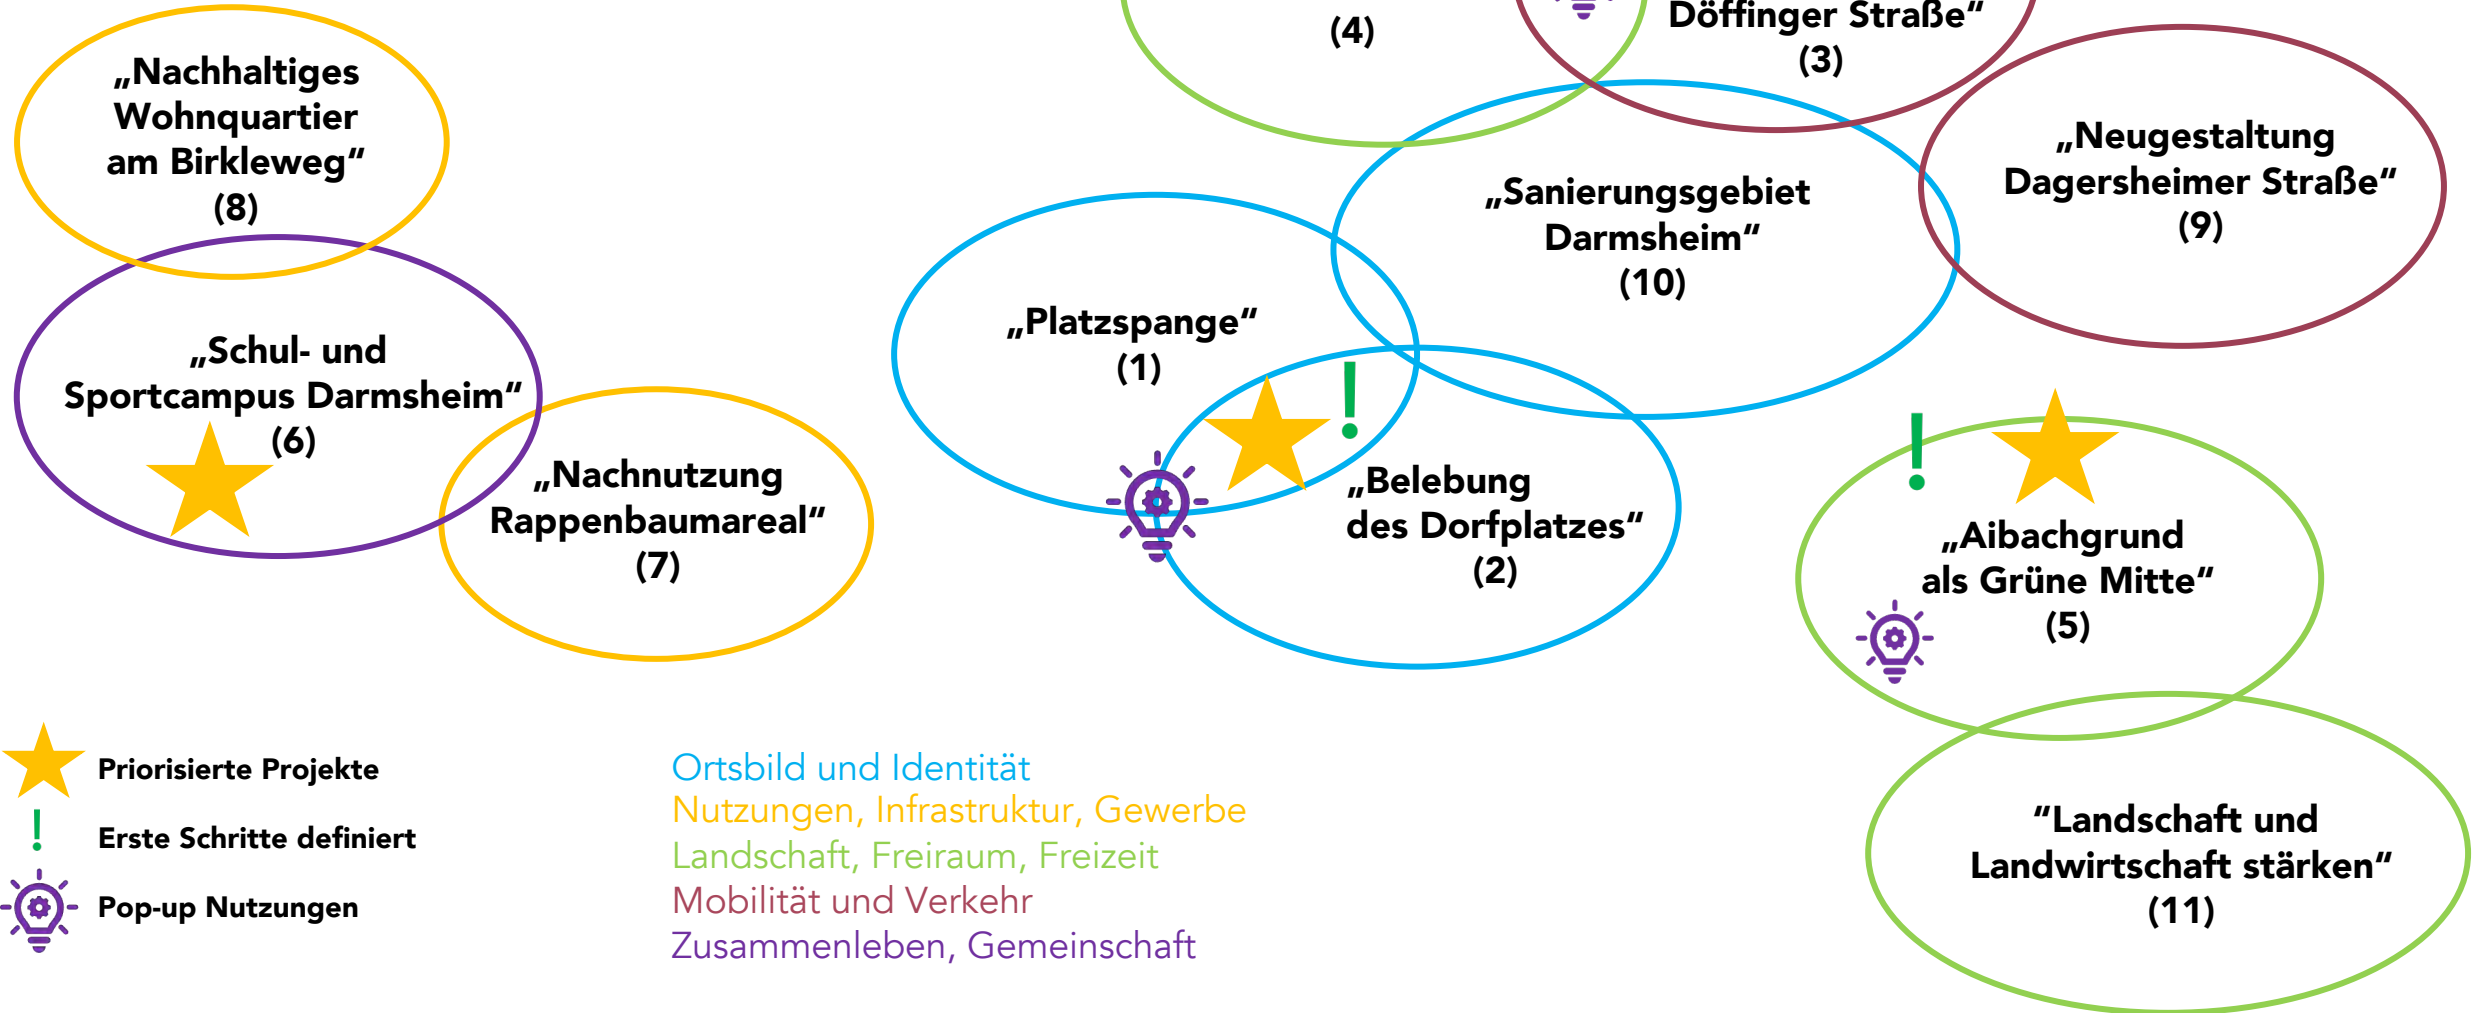 (4)
Döffinger Straße“
(3)
„Nachhaltiges
Wohnquartier
am Birkleweg“
(8)
„Neugestaltung
Dagersheimer Straße“
(9)
„Sanierungsgebiet
Darmsheim“
(10)
„Platzspange“
(1)
„Schul- und
Sportcampus Darmsheim“
(6)
„Nachnutzung
Rappenbaumareal“
(7)
„Belebung
des Dorfplatzes“
(2)
„Aibachgrund
als Grüne Mitte“
(5)
“Landschaft und
Landwirtschaft stärken“
(11)
Priorisierte Projekte
Erste Schritte definiert
Pop-up Nutzungen
Ortsbild und Identität
Nutzungen, Infrastruktur, Gewerbe
Landschaft, Freiraum, Freizeit
Mobilität und Verkehr
Zusammenleben, Gemeinschaft